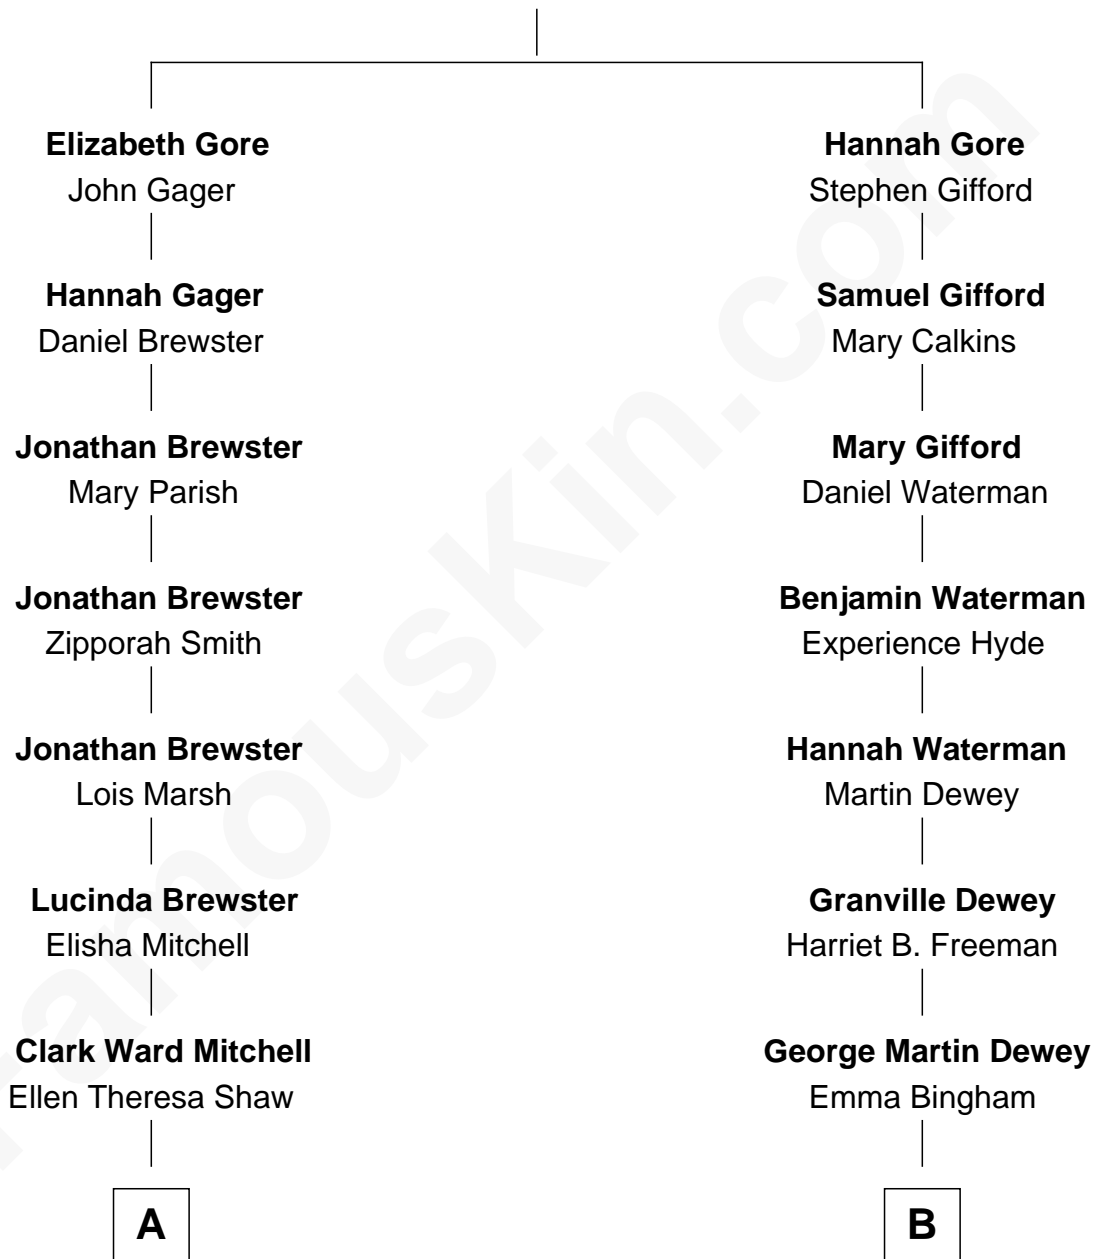 Elizabeth Gore
John Gager
Hannah Gager
Daniel Brewster
Jonathan Brewster
Mary Parish
Jonathan Brewster
Zipporah Smith
Jonathan Brewster
Lois Marsh
Lucinda Brewster
Elisha Mitchell
Clark Ward Mitchell
Ellen Theresa Shaw
A
Hannah Gore
Stephen Gifford
Samuel Gifford
Mary Calkins
Mary Gifford
Daniel Waterman
Benjamin Waterman
Experience Hyde
Hannah Waterman
Martin Dewey
Granville Dewey
Harriet B. Freeman
George Martin Dewey
Emma Bingham
B
FamousKin.com